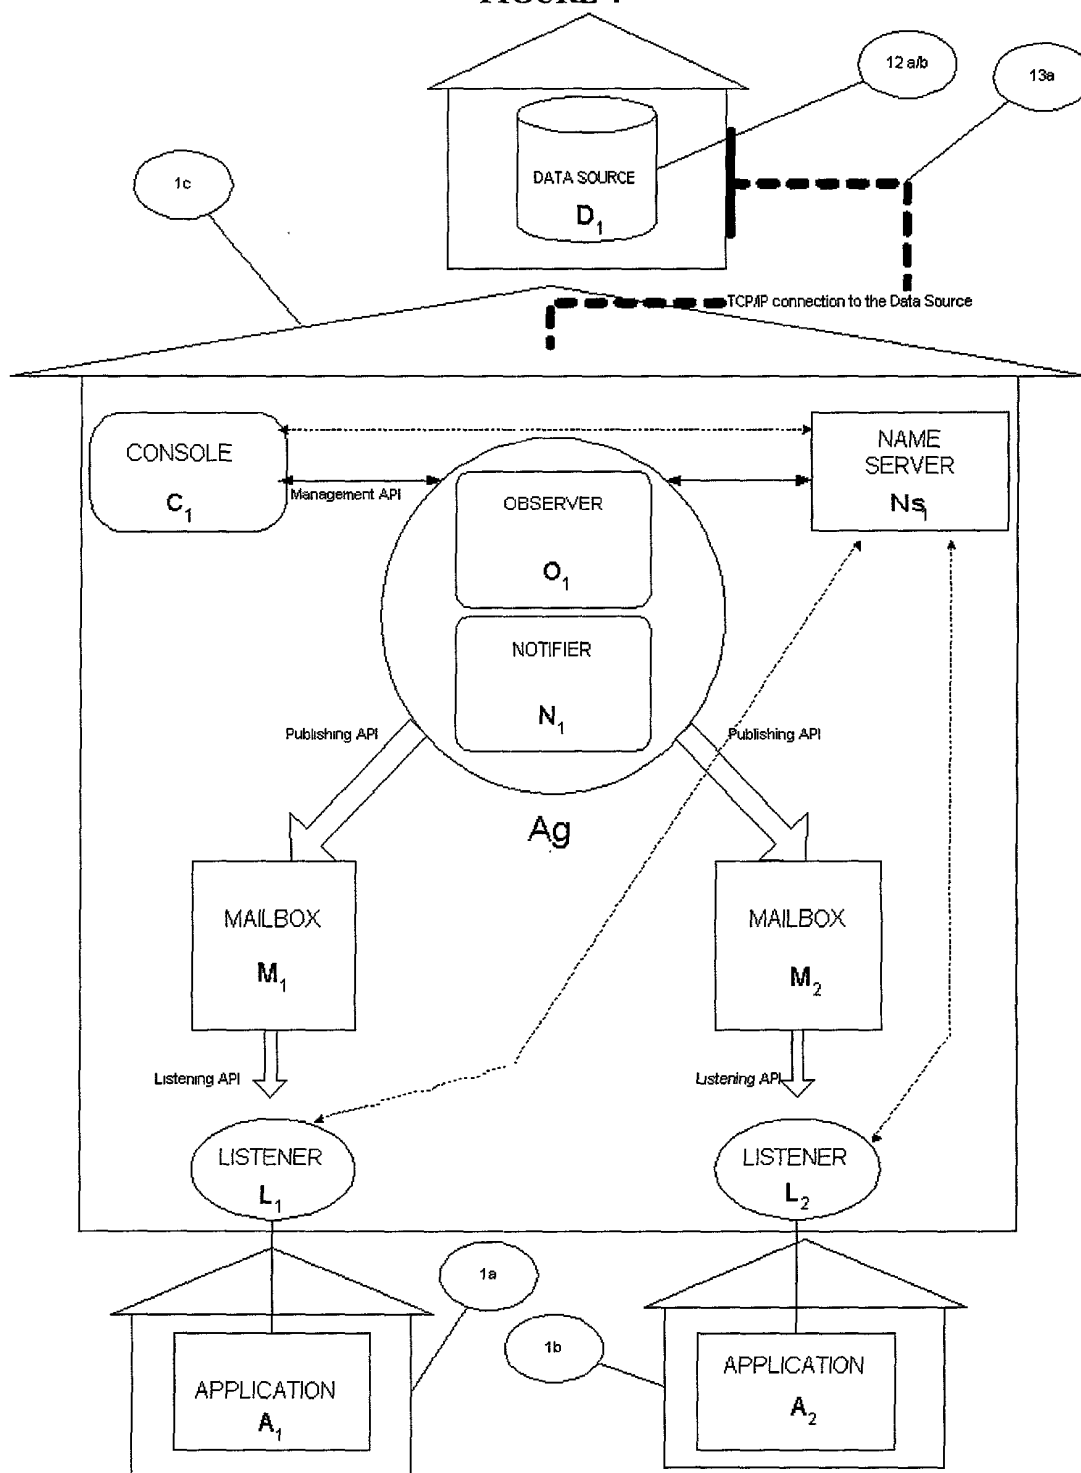 12 a/b
13a
DATA SOURCE
D1
1c
TCP/IP connection to the Data Source
CONSOLE
C1
Management API
OBSERVER
O1
NAME
SERVER
Ns1
NOTIFIER
N1
Publishing API
Publishing API
Ag
MAILBOX
M1
MAILBOX
M2
Listening API
Listening API
LISTENER
L1
LISTENER
L2
1a
1b
APPLICATION
A1
APPLICATION
A2